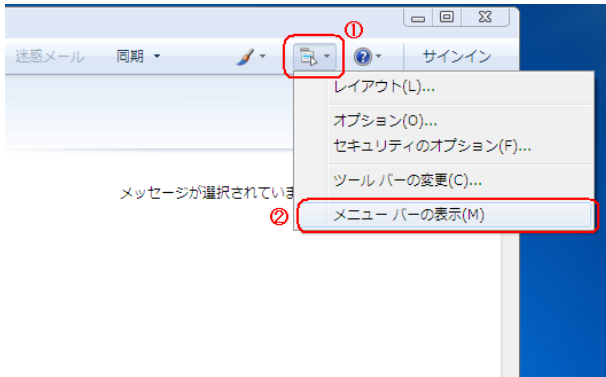 ①
迷惑メール 同期 サインイン
レイアウト(L)...
オプション(O)...
セキュリティのオプション(F)...
ツール バーの変更(C)...
メッセージが選択されていま
② メニュー バーの表示(M)